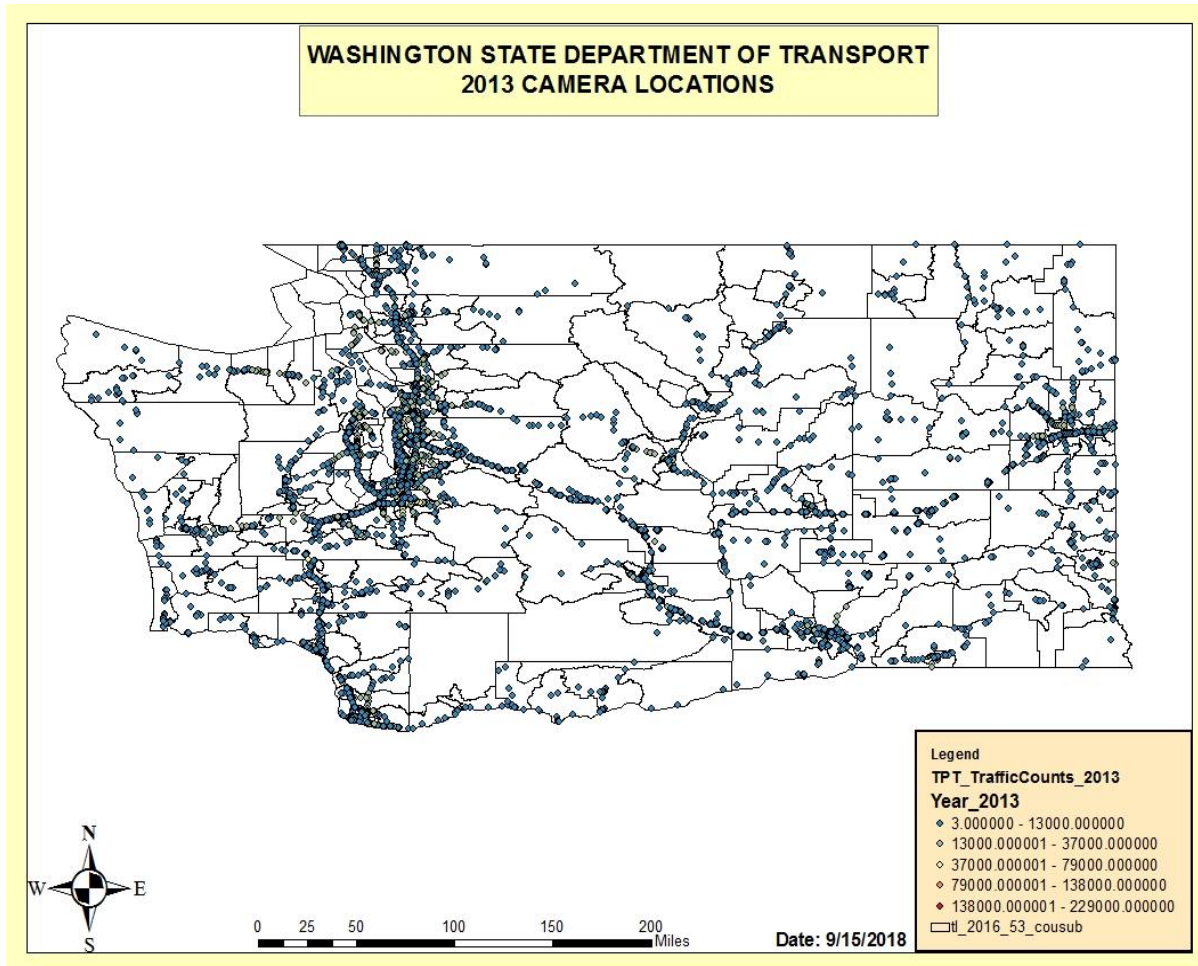 WASHINGTON STATE DEPARTMENT OF TRANSPORT
2013 CAMERA LOCATIONS
N
W
E
S
0 25 50 100 150 200
Miles
Date: 9/15/2018
Legend
TPT_TrafficCounts_2013
Year_2013
3.000000 - 13000.000000
13000.000001 - 37000.000000
37000.000001 - 79000.000000
79000.000001 - 138000.000000
138000.000001 - 229000.000000
tl_2016_53_cousub